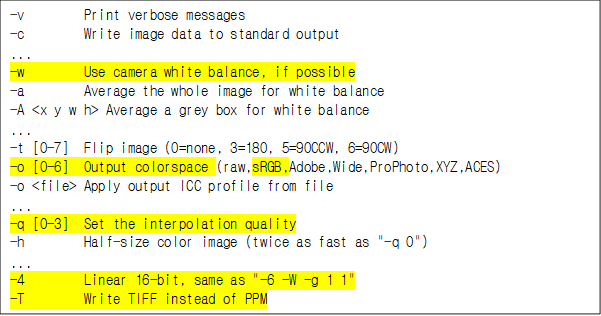 -v Print verbose messages
-c Write image data to standard output
...
-w Use camera white balance, if possible
-a Average the whole image for white balance
-A <x y w h> Average a grey box for white balance
...
-t [0-7] Flip image (0=none, 3=180, 5=90CCW, 6=90CW)
-o [0-6] Output colorspace (raw,sRGB,Adobe,Wide,ProPhoto,XYZ,ACES)
-o <file> Apply output ICC profile from file
...
-q [0-3] Set the interpolation quality
-h Half-size color image (twice as fast as "-q 0")
...
-4 Linear 16-bit, same as "-6 -W -g 1 1"
-T Write TIFF instead of PPM